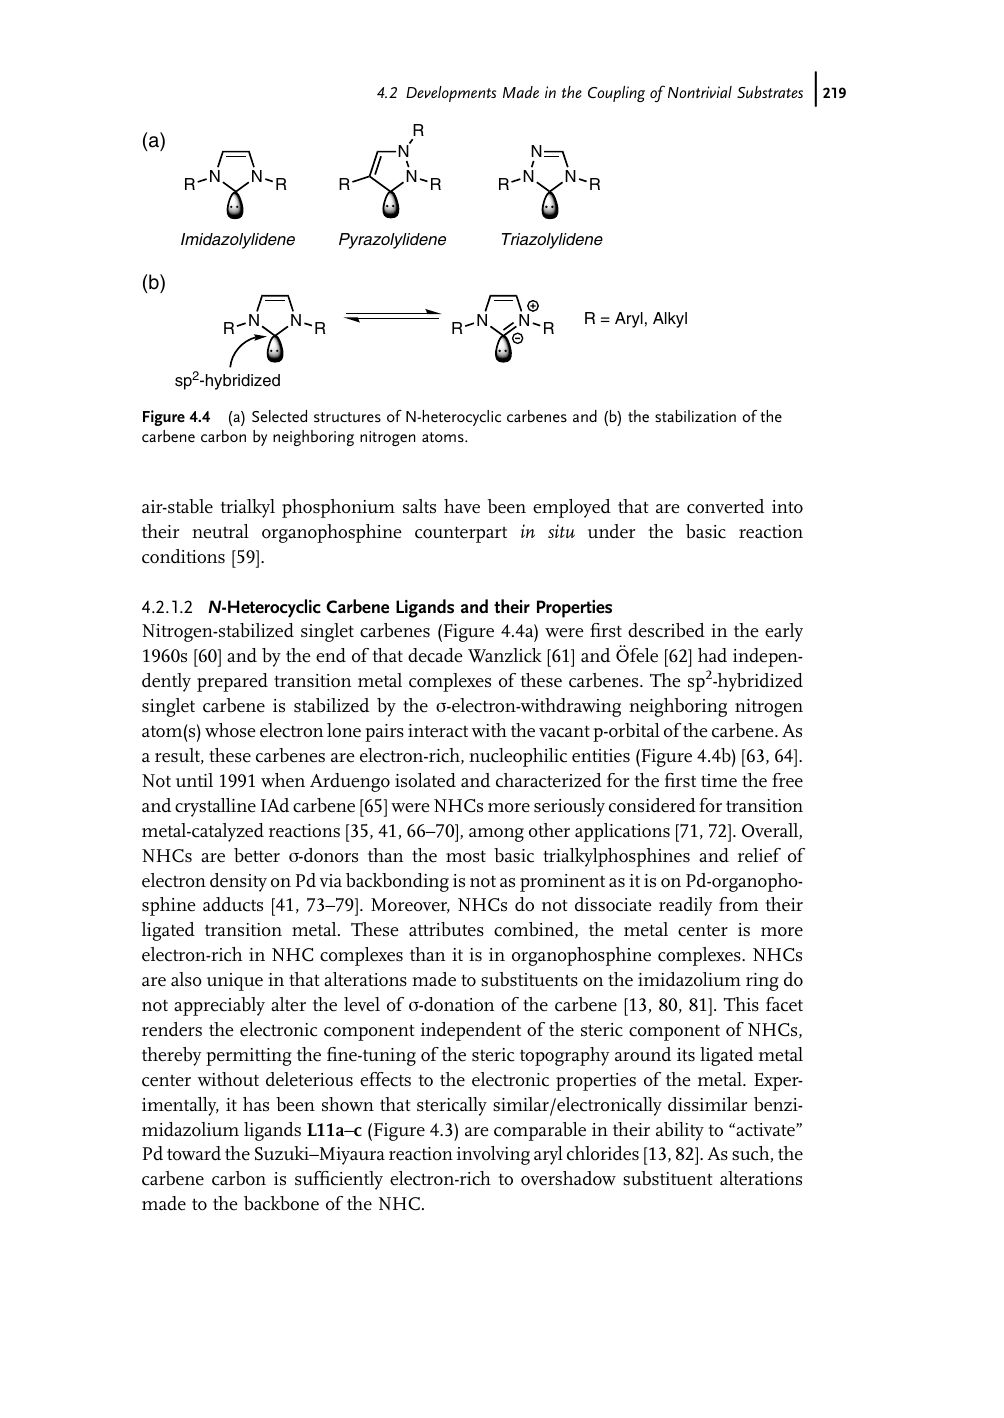 4.2 Developments Made in the Coupling of Nontrivial Substrates 219
(a)
R
N
N
R
R
N
N
R
R
N
N
N
R
R
Imidazolylidene Pyrazolylidene Triazolylidene
(b)
R
N
N
R
R
N
N
R
⊕
⊖
R = Aryl, Alkyl
sp²-hybridized
Figure 4.4 (a) Selected structures of N-heterocyclic carbenes and (b) the stabilization of the
carbene carbon by neighboring nitrogen atoms.
air-stable trialkyl phosphonium salts have been employed that are converted into
their neutral organophosphine counterpart in situ under the basic reaction
conditions [59].
4.2.1.2 N-Heterocyclic Carbene Ligands and their Properties
Nitrogen-stabilized singlet carbenes (Figure 4.4a) were first described in the early
1960s [60] and by the end of that decade Wanzlick [61] and Öfele [62] had indepen-
dently prepared transition metal complexes of these carbenes. The sp²-hybridized
singlet carbene is stabilized by the σ-electron-withdrawing neighboring nitrogen
atom(s) whose electron lone pairs interact with the vacant p-orbital of the carbene. As
a result, these carbenes are electron-rich, nucleophilic entities (Figure 4.4b) [63, 64].
Not until 1991 when Arduengo isolated and characterized for the first time the free
and crystalline IAd carbene [65] were NHCs more seriously considered for transition
metal-catalyzed reactions [35, 41, 66–70], among other applications [71, 72]. Overall,
NHCs are better σ-donors than the most basic trialkylphosphines and relief of
electron density on Pd via backbonding is not as prominent as it is on Pd-organopho-
sphine adducts [41, 73–79]. Moreover, NHCs do not dissociate readily from their
ligated transition metal. These attributes combined, the metal center is more
electron-rich in NHC complexes than it is in organophosphine complexes. NHCs
are also unique in that alterations made to substituents on the imidazolium ring do
not appreciably alter the level of σ-donation of the carbene [13, 80, 81]. This facet
renders the electronic component independent of the steric component of NHCs,
thereby permitting the fine-tuning of the steric topography around its ligated metal
center without deleterious effects to the electronic properties of the metal. Exper-
imentally, it has been shown that sterically similar/electronically dissimilar benzi-
midazolium ligands L11a–c (Figure 4.3) are comparable in their ability to “activate”
Pd toward the Suzuki–Miyaura reaction involving aryl chlorides [13, 82]. As such, the
carbene carbon is sufficiently electron-rich to overshadow substituent alterations
made to the backbone of the NHC.